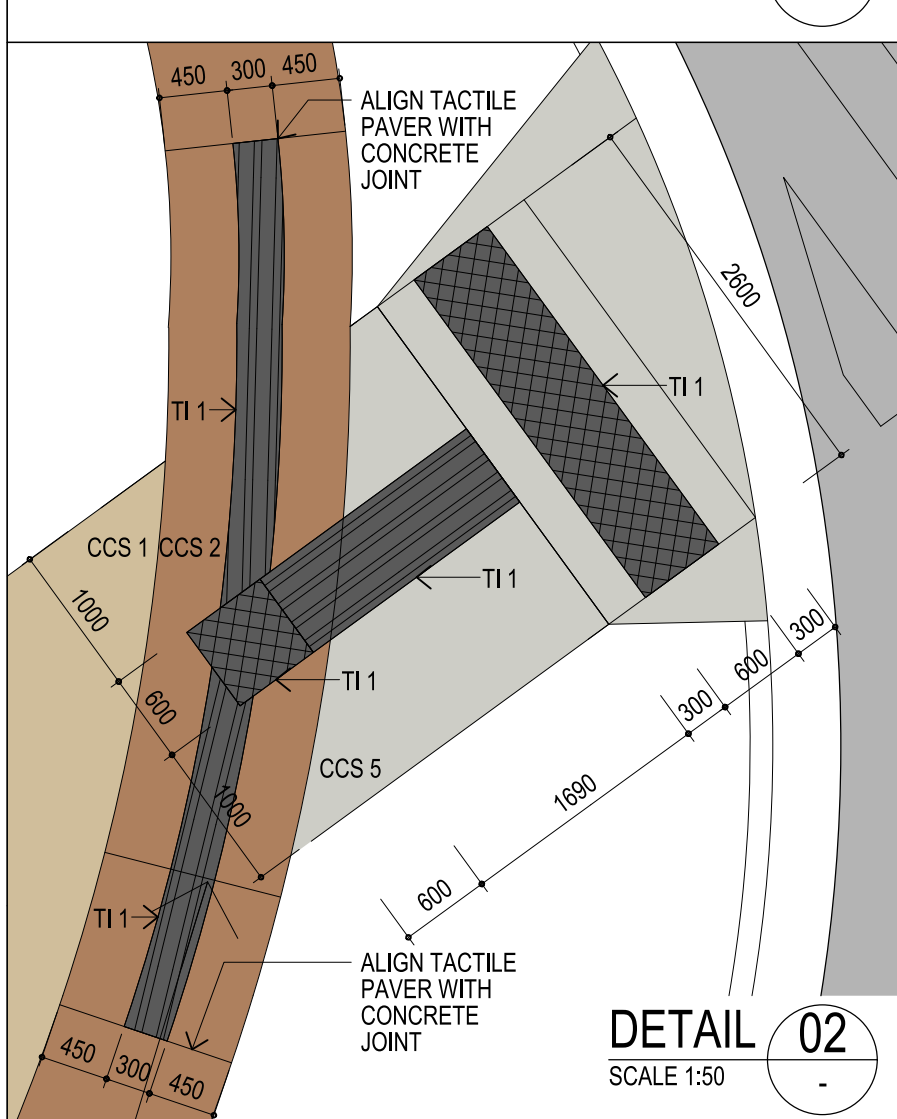 450 300 450
ALIGN TACTILE
PAVER WITH
CONCRETE
JOINT
2600
TI 1
TI 1
CCS 1 CCS 2
TI 1
1000
TI 1
600
300 600 300
CCS 5
1000
1690
600
TI 1
ALIGN TACTILE
PAVER WITH
CONCRETE
JOINT
450 300 450
DETAIL 02
SCALE 1:50 -